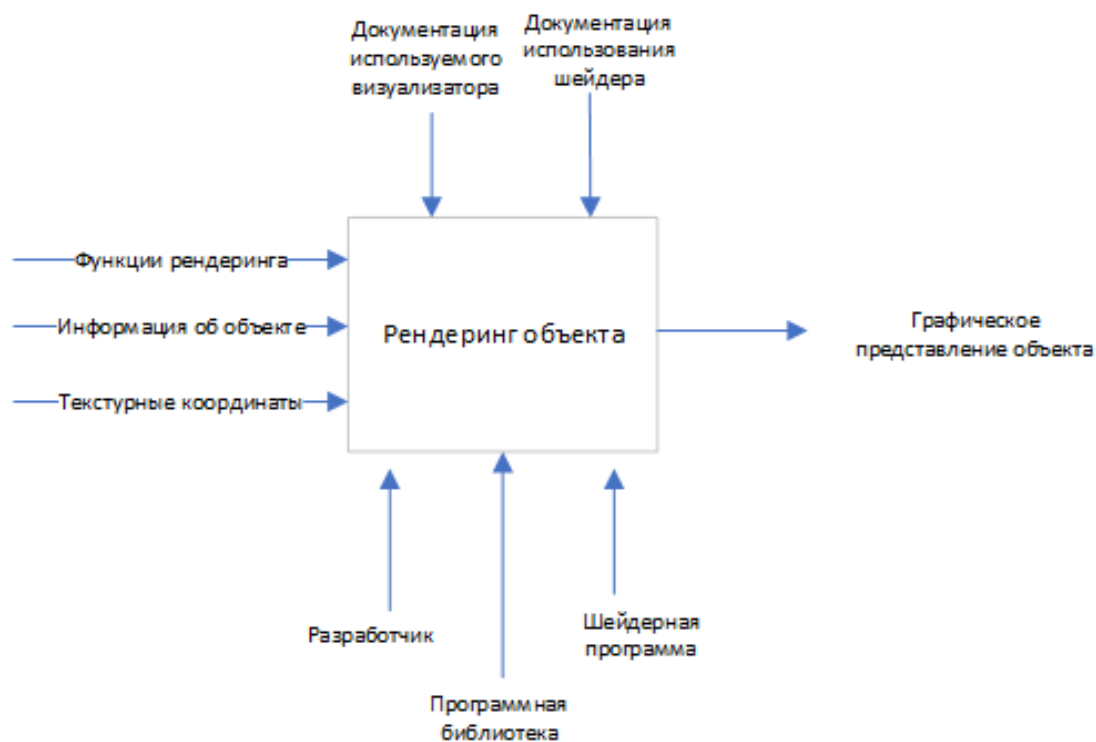 Документация
используемого
визуализатора
Документация
использования
шейдера
Функции рендеринга
Информация об объекте
Текстурные координаты
Рендеринг объекта
Графическое
представление объекта
Разработчик
Программная
библиотека
Шейдерная
программа